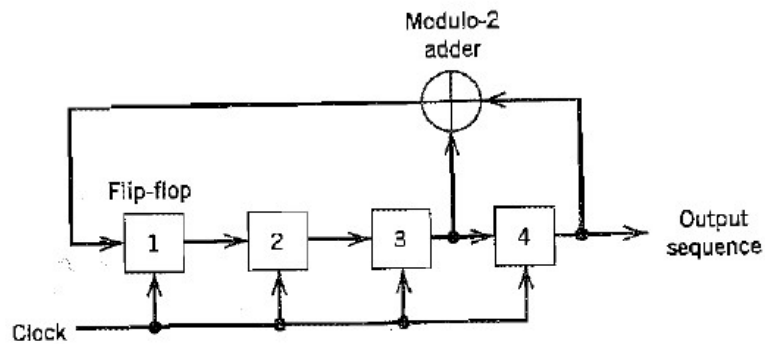 Modulo-2
adder
Flip-flop
1
2
3
4
Output
sequence
Clock